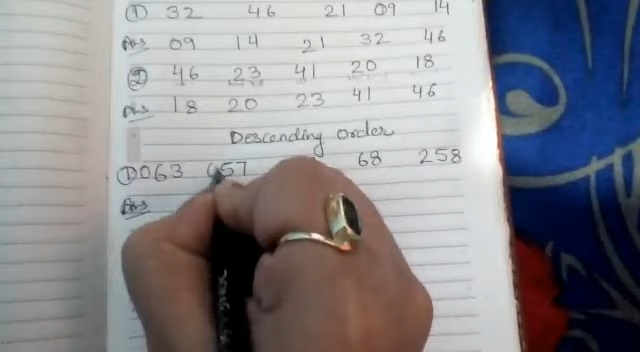 ① 32 46 21 09 14
Ans 09 14 21 32 46
② 46 23 41 20 18
Ans 18 20 23 41 46
Descending order
① 063 657 68 258
Ans